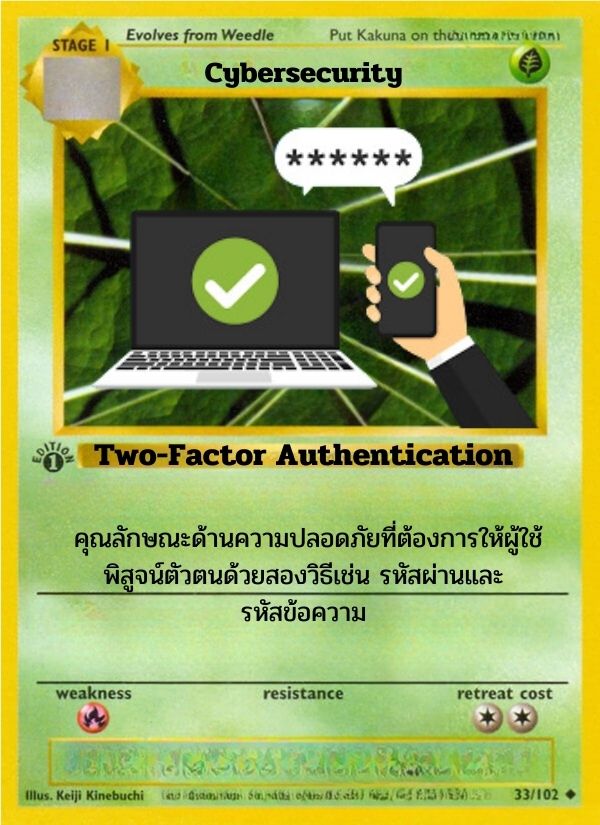 STAGE 1
Evolves from Weedle
Put Kakuna on the
Cybersecurity
******
EDITION 1
Two-Factor Authentication
คุณลักษณะด้านความปลอดภัยที่ต้องการให้ผู้ใช้
พิสูจน์ตัวตนด้วยสองวิธีเช่น รหัสผ่านและ
รหัสข้อความ
weakness
resistance
retreat cost
Illus. Keiji Kinebuchi
33/102